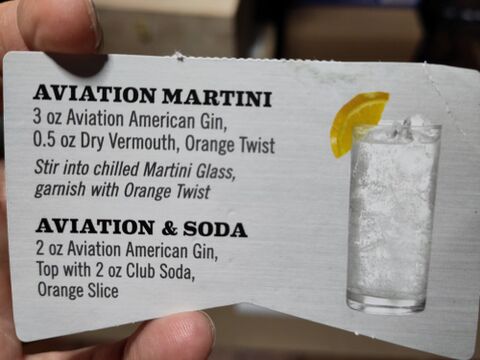 AVIATION MARTINI
3 oz Aviation American Gin,
0.5 oz Dry Vermouth, Orange Twist
Stir into chilled Martini Glass,
garnish with Orange Twist
AVIATION & SODA
2 oz Aviation American Gin,
Top with 2 oz Club Soda,
Orange Slice